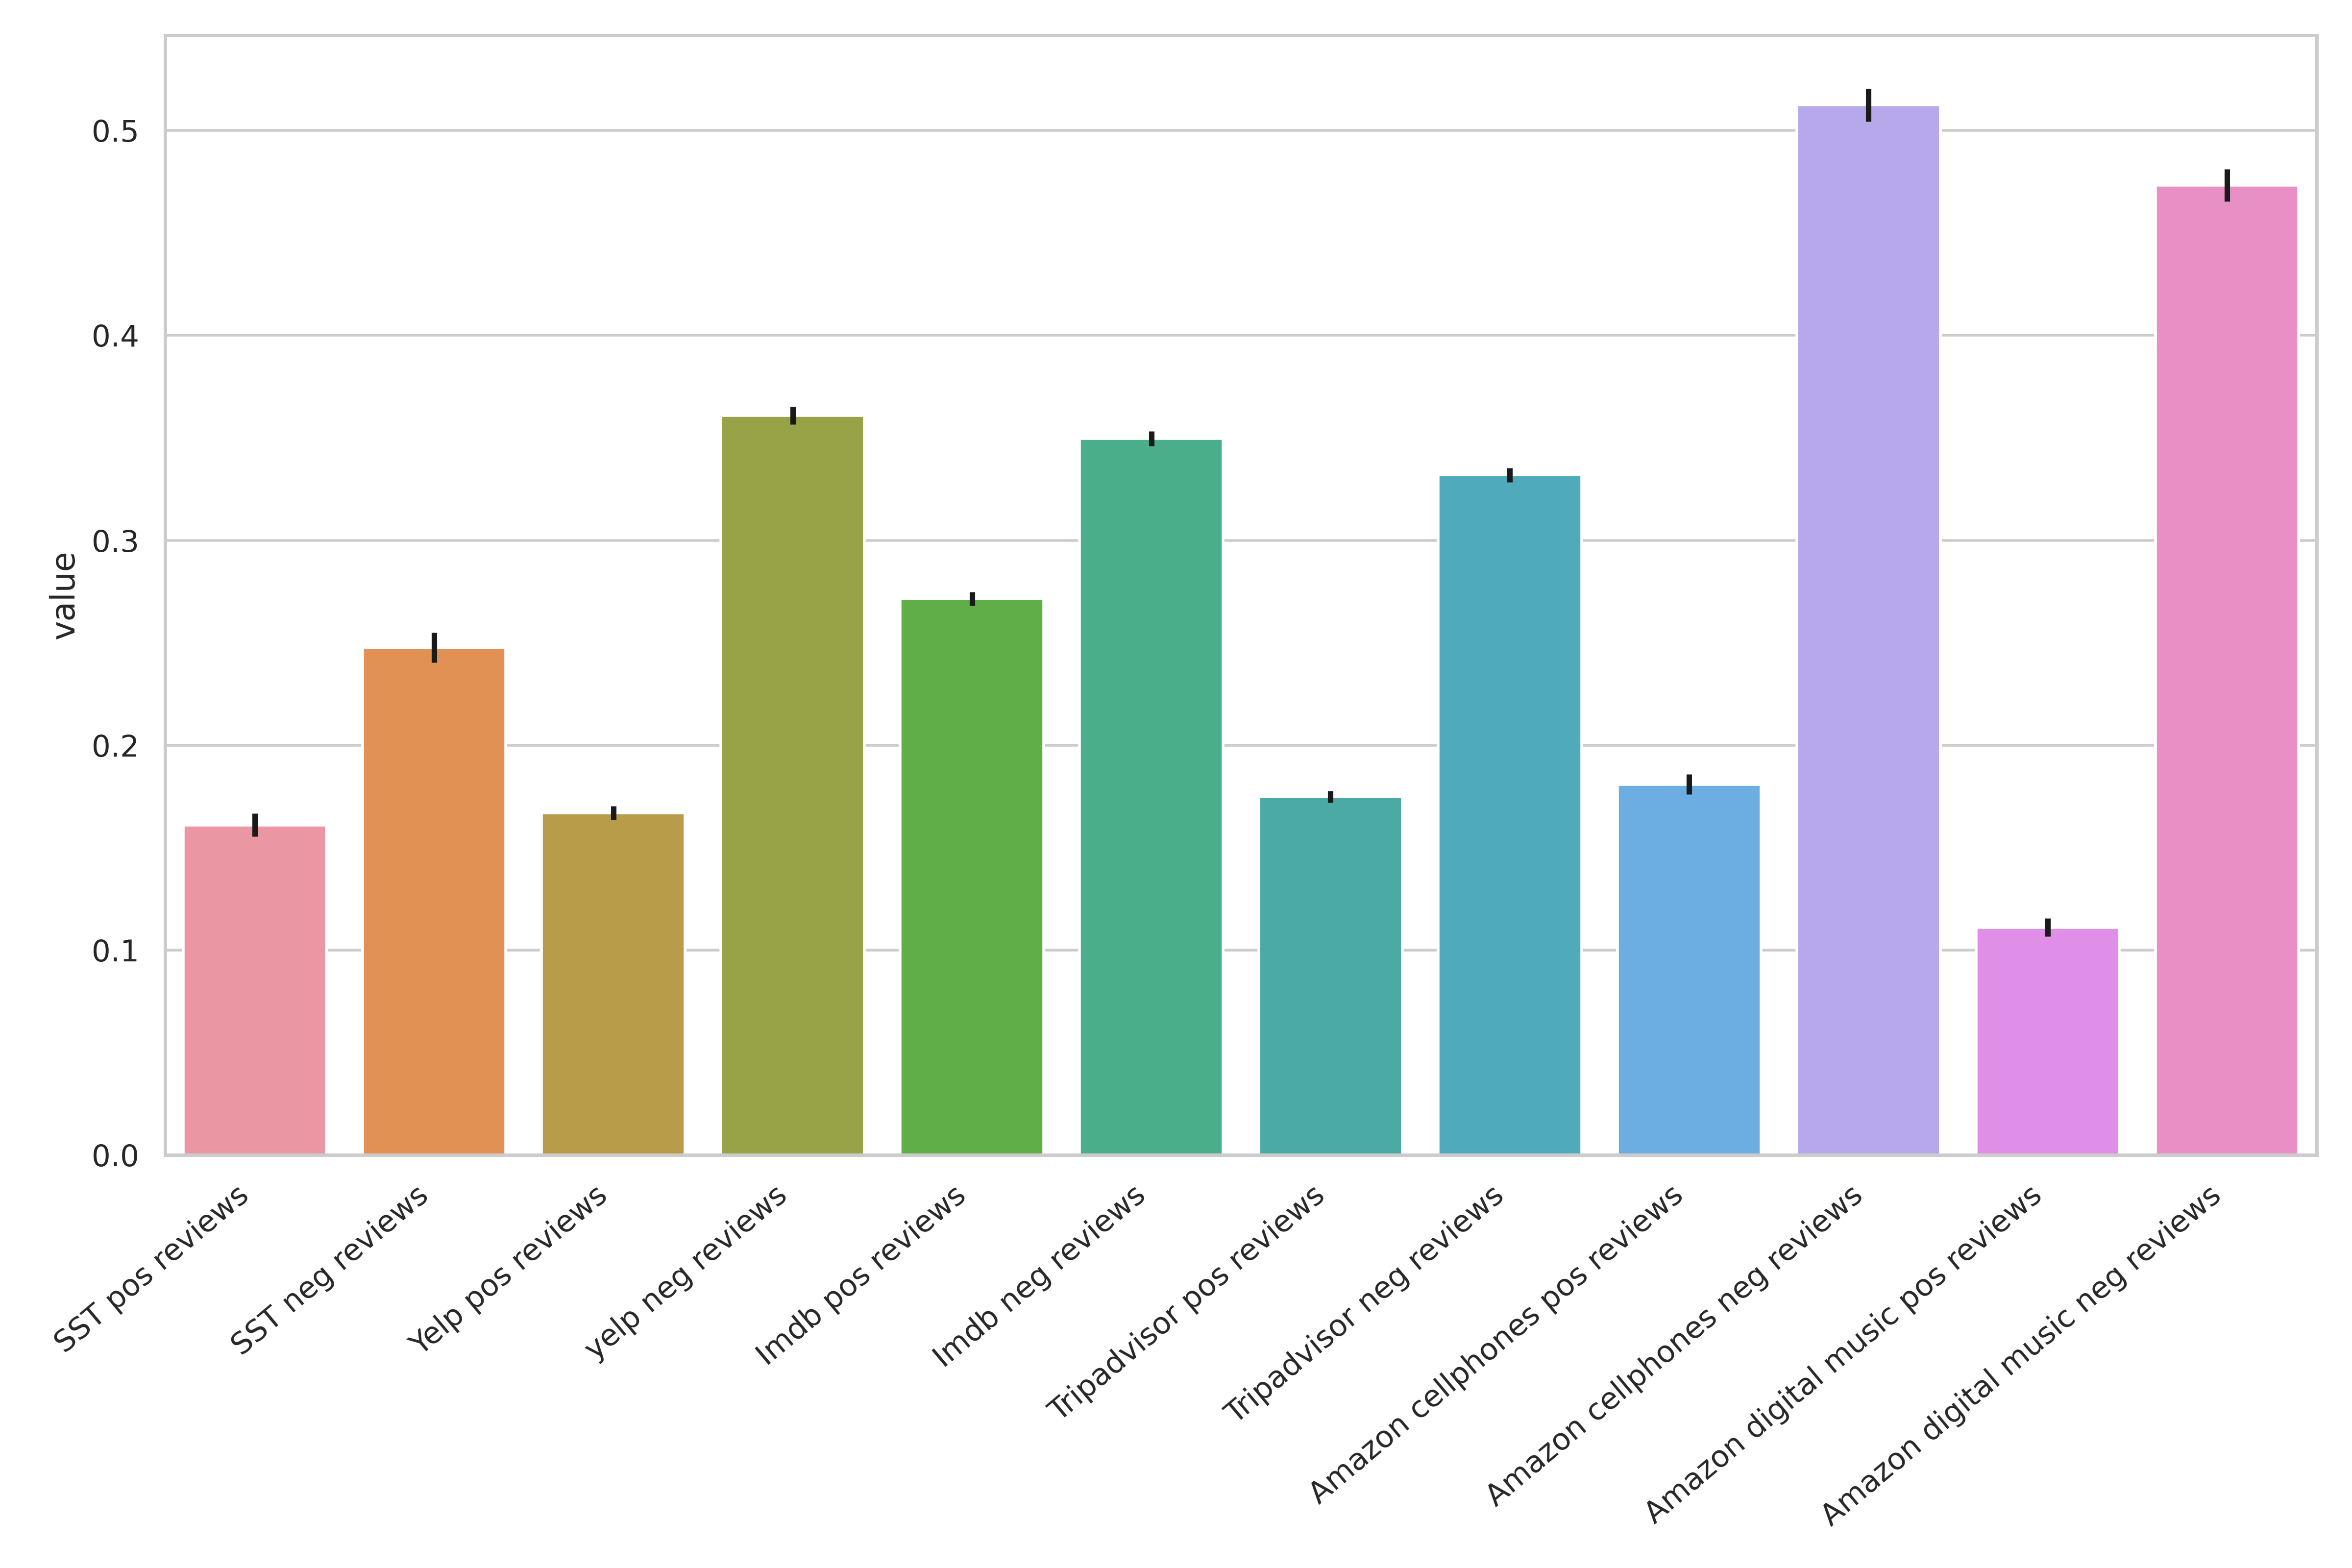 value
0.5
0.4
0.3
0.2
0.1
0.0
SST pos reviews
SST neg reviews
Yelp pos reviews
yelp neg reviews
Imdb pos reviews
Imdb neg reviews
Tripadvisor pos reviews
Tripadvisor neg reviews
Amazon cellphones pos reviews
Amazon cellphones neg reviews
Amazon digital music pos reviews
Amazon digital music neg reviews